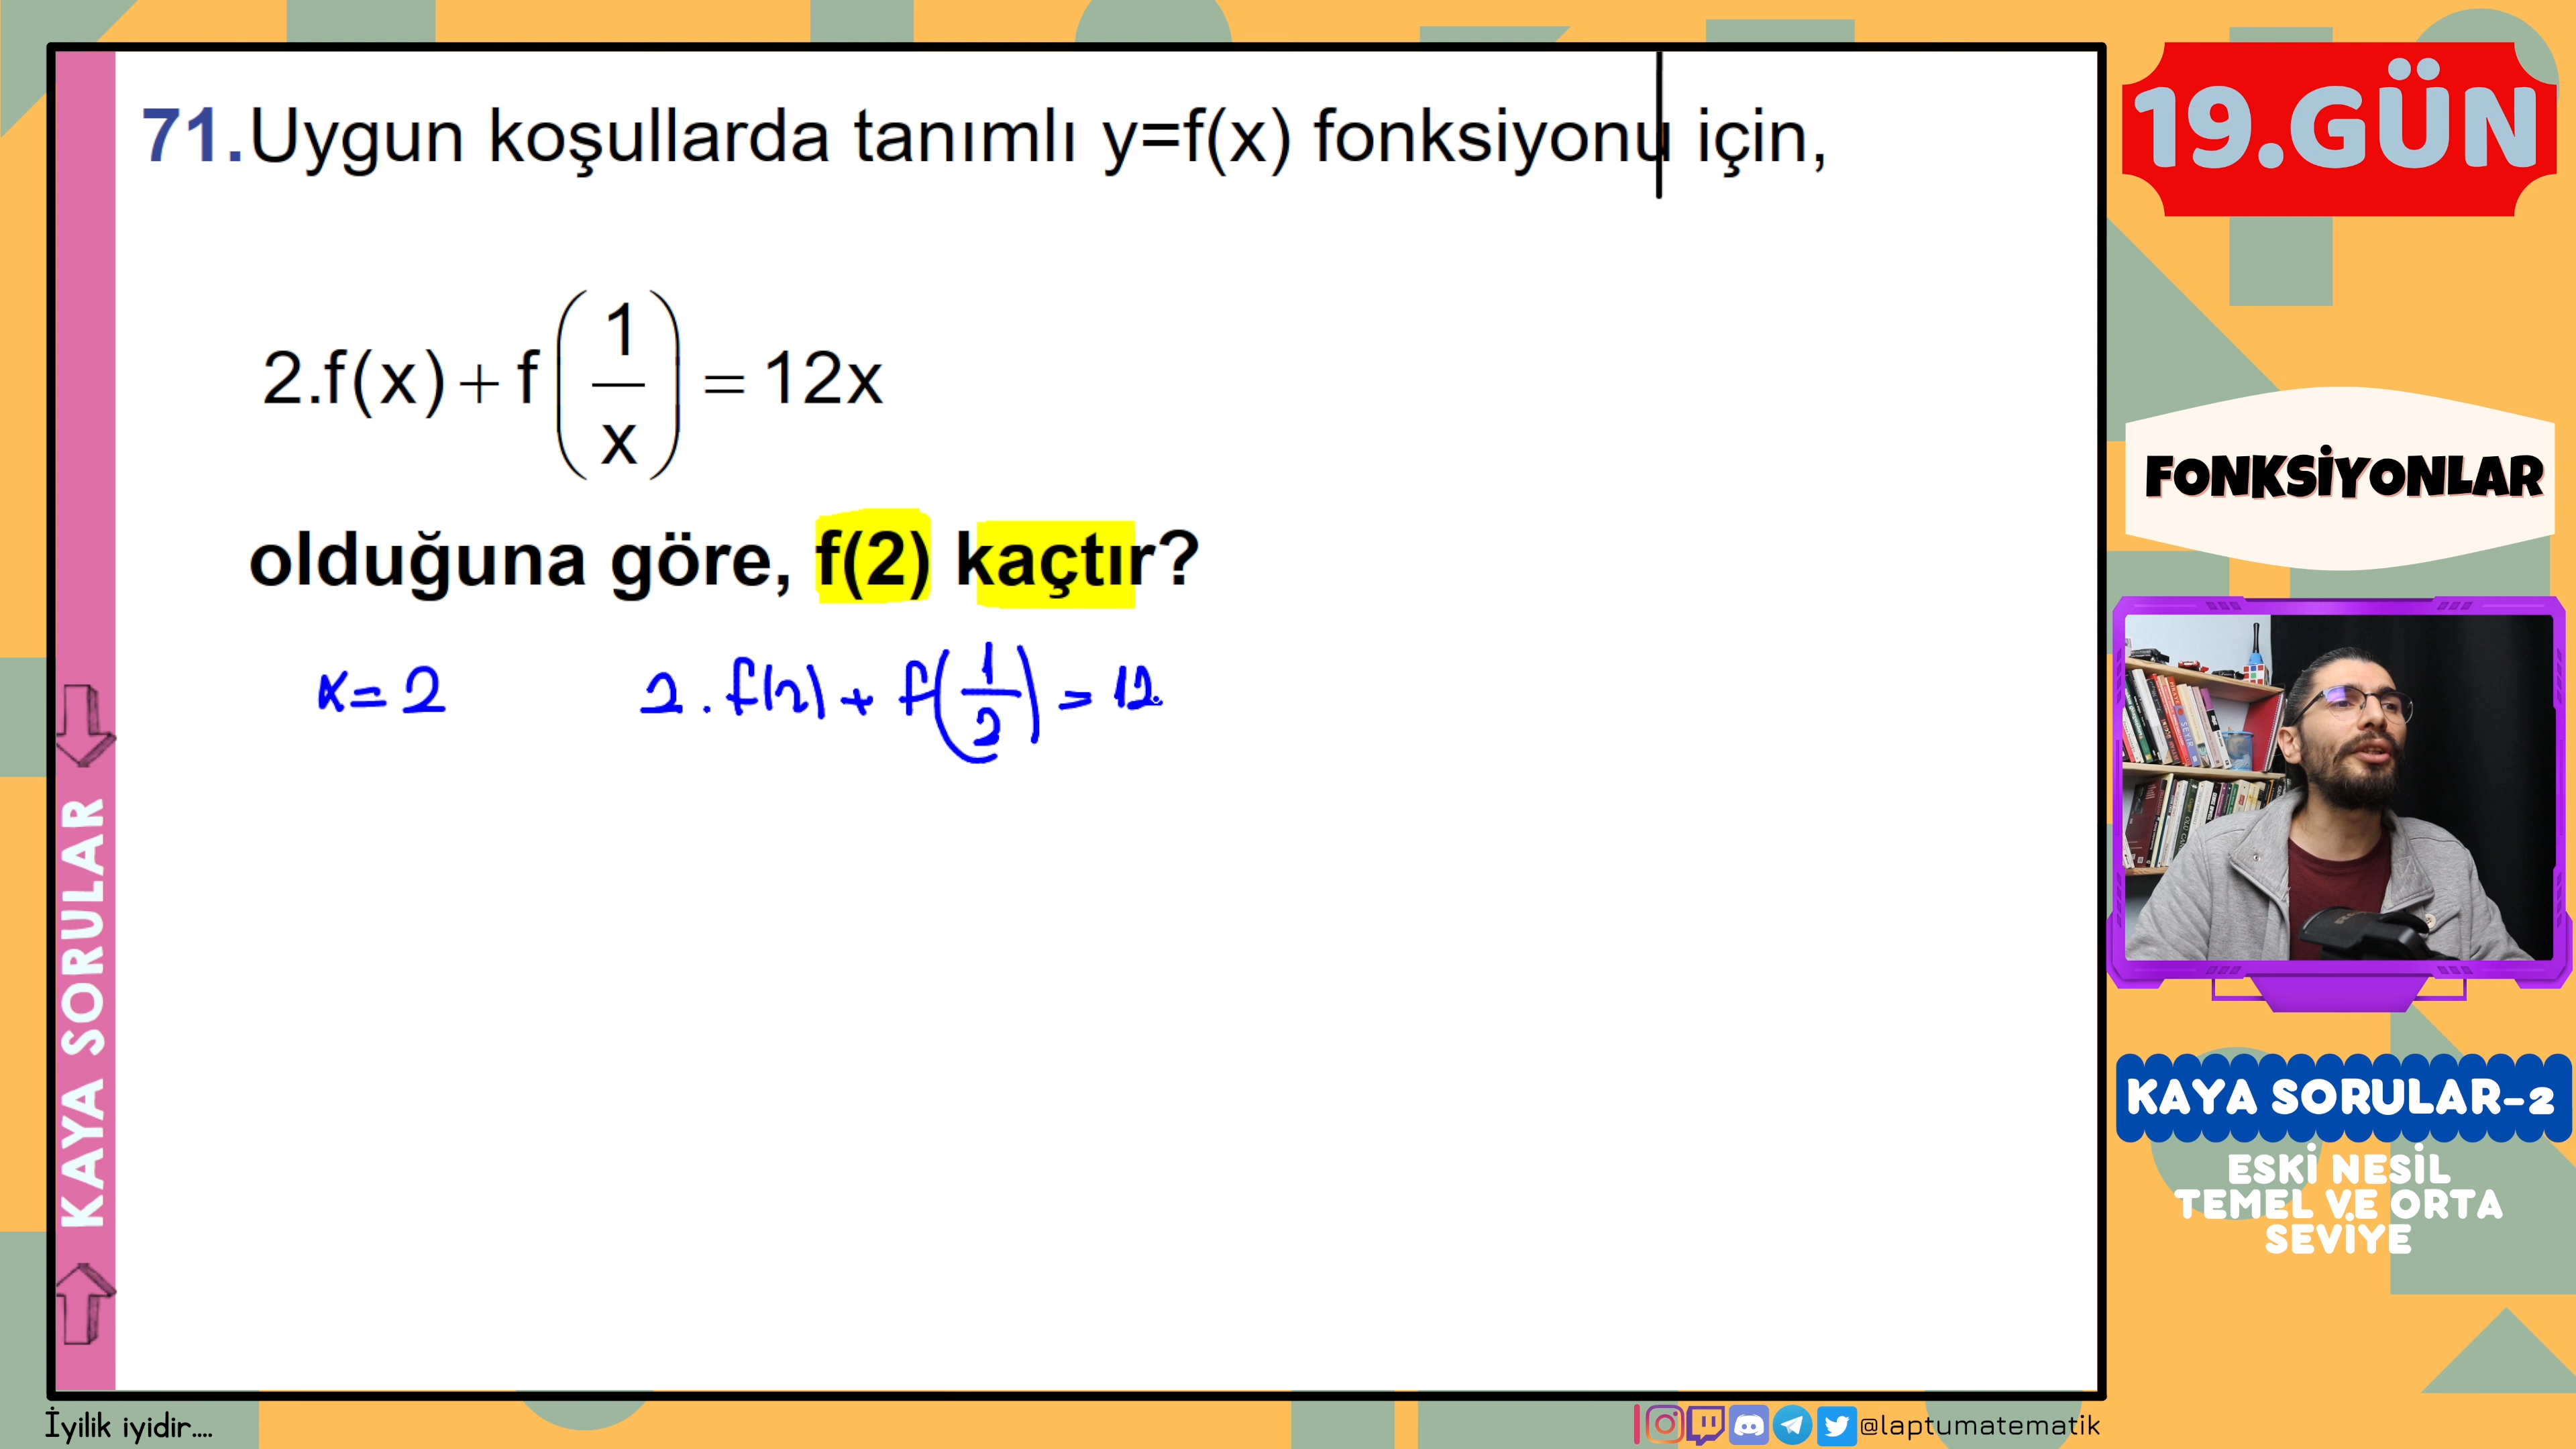 71.Uygun koşullarda tanımlı y=f(x) fonksiyonu için,
2.f(x)+f(1/x)=12x
olduğuna göre, f(2) kaçtır?
x=2 2.f(2)+f(1/2)=12.
KAYA SORULAR
19.GÜN
FONKSİYONLAR
KAYA SORULAR-2
ESKİ NESİL
TEMEL VE ORTA
SEVİYE
İyilik iyidir....
@laptumatematik